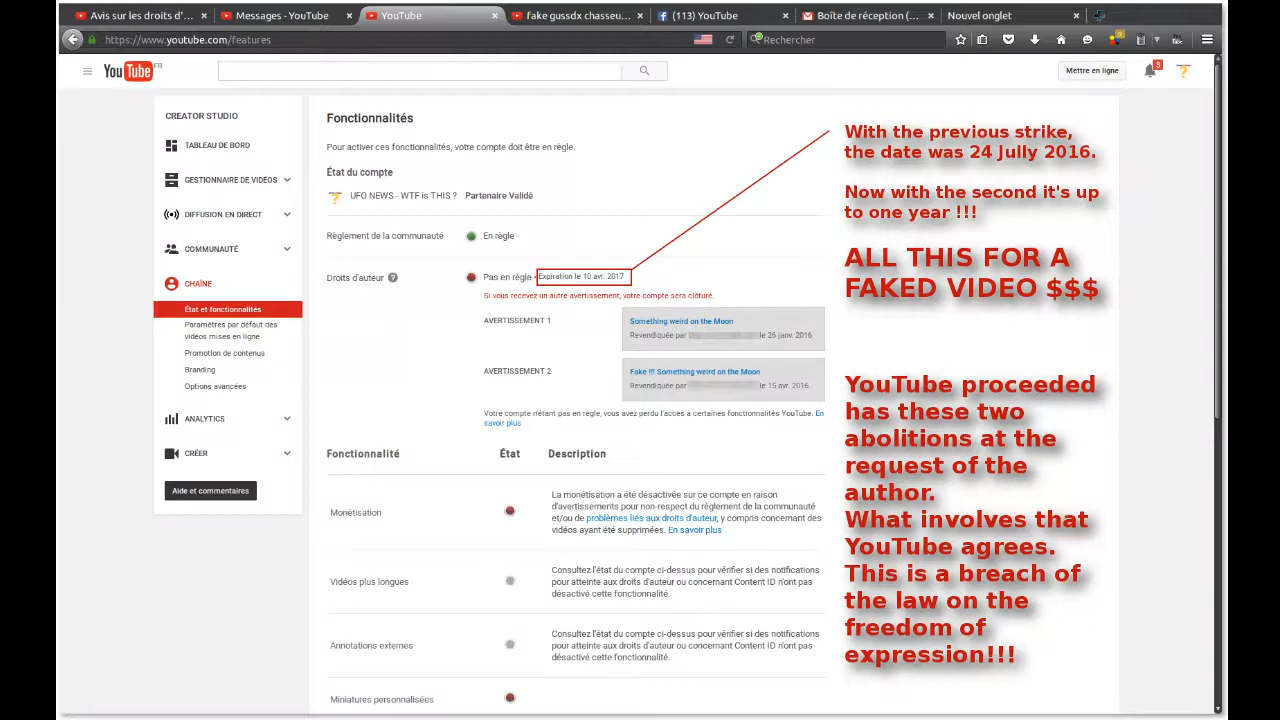 Avis sur les droits d'...
Messages - YouTube
YouTube
fake gussdx chasseu...
(113) YouTube
Boîte de réception (...
Nouvel onglet
https://www.youtube.com/features
Rechercher
YouTube FR
Mettre en ligne
3
CREATOR STUDIO
TABLEAU DE BORD
GESTIONNAIRE DE VIDÉOS
DIFFUSION EN DIRECT
COMMUNAUTÉ
CHAÎNE
État et fonctionnalités
Paramètres par défaut des
vidéos mises en ligne
Promotion de contenus
Branding
Options avancées
ANALYTICS
CRÉER
Aide et commentaires
Fonctionnalités
Pour activer ces fonctionnalités, votre compte doit être en règle.
État du compte
UFO NEWS - WTF is THIS ? Partenaire Validé
Règlement de la communauté En règle
Droits d'auteur ? Pas en règle - Expiration le 10 avr. 2017
Si vous recevez un autre avertissement, votre compte sera clôturé.
AVERTISSEMENT 1 Something weird on the Moon
Revendiquée par le 26 janv. 2016
AVERTISSEMENT 2 Fake !!! Something weird on the Moon
Revendiquée par le 15 avr. 2016
Votre compte n'étant pas en règle, vous avez perdu l'accès à certaines fonctionnalités YouTube. En
savoir plus
Fonctionnalité État Description
Monétisation
La monétisation a été désactivée sur ce compte en raison
d'avertissements pour non-respect du règlement de la communauté
et/ou de problèmes liés aux droits d'auteur, y compris concernant des
vidéos ayant été supprimées. En savoir plus
Vidéos plus longues
Consultez l'état du compte ci-dessus pour vérifier si des notifications
pour atteinte aux droits d'auteur ou concernant Content ID n'ont pas
désactivé cette fonctionnalité.
Annotations externes
Consultez l'état du compte ci-dessus pour vérifier si des notifications
pour atteinte aux droits d'auteur ou concernant Content ID n'ont pas
désactivé cette fonctionnalité.
Miniatures personnalisées
With the previous strike,
the date was 24 Jully 2016.
Now with the second it's up
to one year !!!
ALL THIS FOR A
FAKED VIDEO $$$
YouTube proceeded
has these two
abolitions at the
request of the
author.
What involves that
YouTube agrees.
This is a breach of
the law on the
freedom of
expression!!!